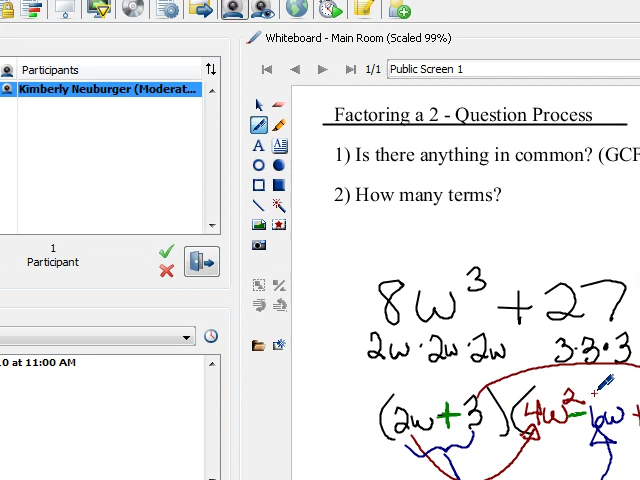 Whiteboard - Main Room (Scaled 99%)
Participants
1/1
Public Screen 1
Kimberly Neuburger (Moderat...
Factoring a 2 - Question Process
1) Is there anything in common? (GCF
2) How many terms?
1
Participant
8w³ + 27
2w · 2w · 2w 3 · 3 · 3
10 at 11:00 AM
(2w + 3)(4w² - 6w +